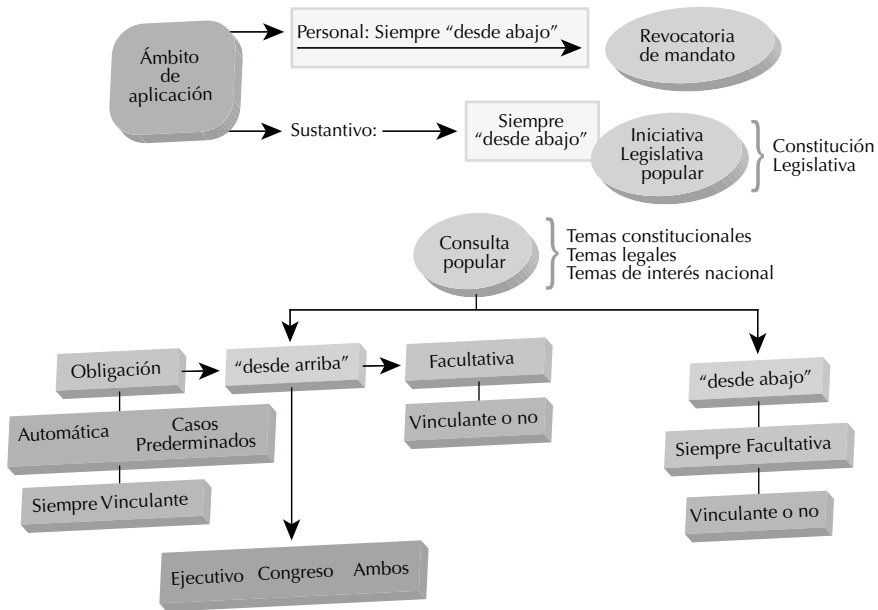 Ámbito
de
aplicación
Personal: Siempre “desde abajo”
Revocatoria
de mandato
Sustantivo:
Siempre
“desde abajo”
Iniciativa
Legislativa
popular
Constitución
Legislativa
Consulta
popular
Temas constitucionales
Temas legales
Temas de interés nacional
Obligación
“desde arriba”
Facultativa
“desde abajo”
Automática
Casos
Prederminados
Vinculante o no
Siempre Facultativa
Siempre Vinculante
Vinculante o no
Ejecutivo Congreso Ambos